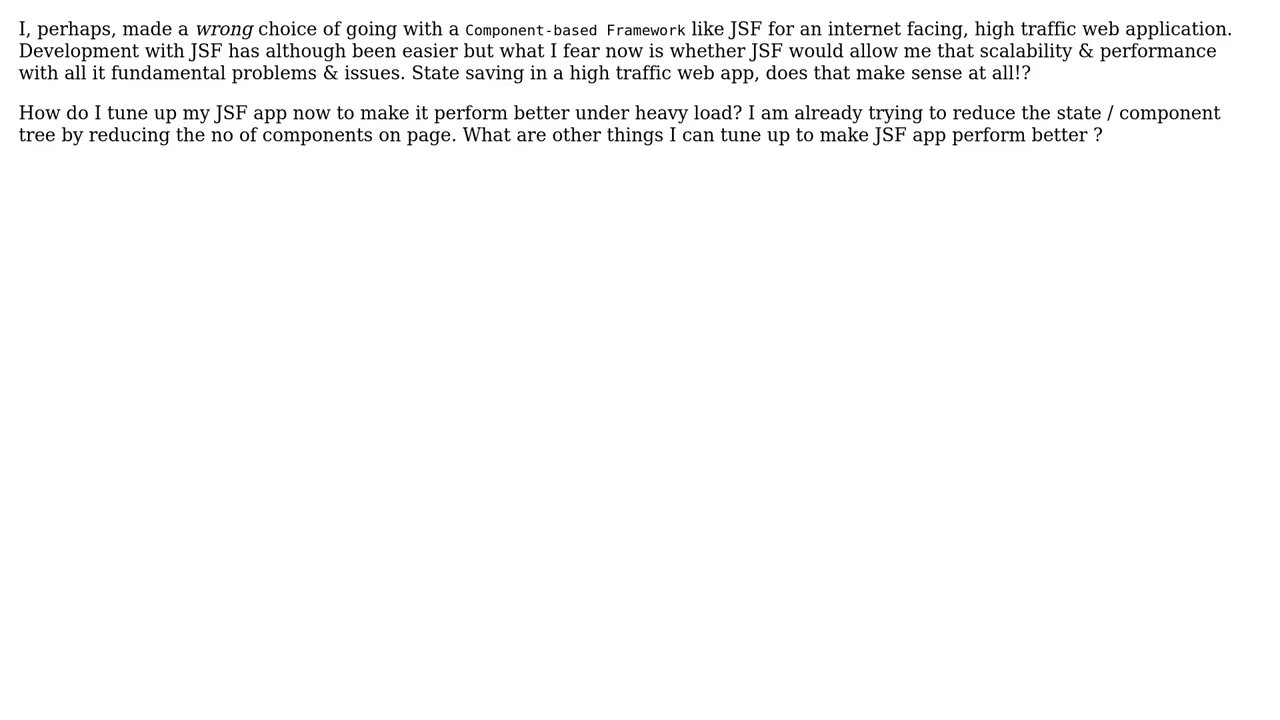 I, perhaps, made a wrong choice of going with a Component-based Framework like JSF for an internet facing, high traffic web application.
Development with JSF has although been easier but what I fear now is whether JSF would allow me that scalability & performance
with all it fundamental problems & issues. State saving in a high traffic web app, does that make sense at all!?
How do I tune up my JSF app now to make it perform better under heavy load? I am already trying to reduce the state / component
tree by reducing the no of components on page. What are other things I can tune up to make JSF app perform better ?